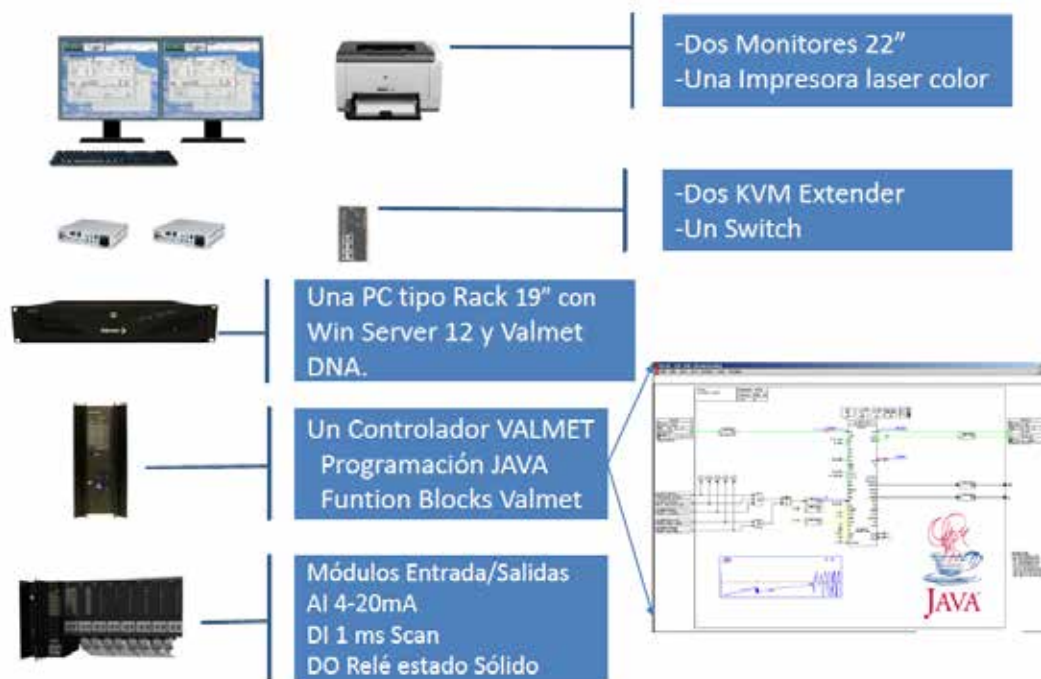 -Dos Monitores 22”
-Una Impresora laser color
-Dos KVM Extender
-Un Switch
Una PC tipo Rack 19” con
Win Server 12 y Valmet
DNA.
Un Controlador VALMET
Programación JAVA
Funtion Blocks Valmet
JAVA
Módulos Entrada/Salidas
AI 4-20mA
DI 1 ms Scan
DO Relé estado Sólido